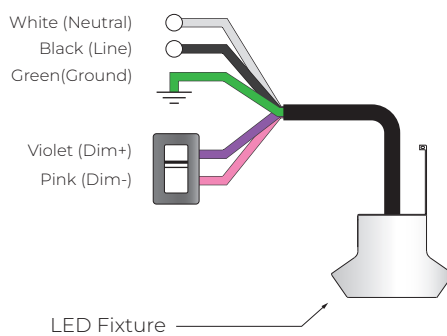 White (Neutral)
Black (Line)
Green(Ground)
Violet (Dim+)
Pink (Dim-)
LED Fixture